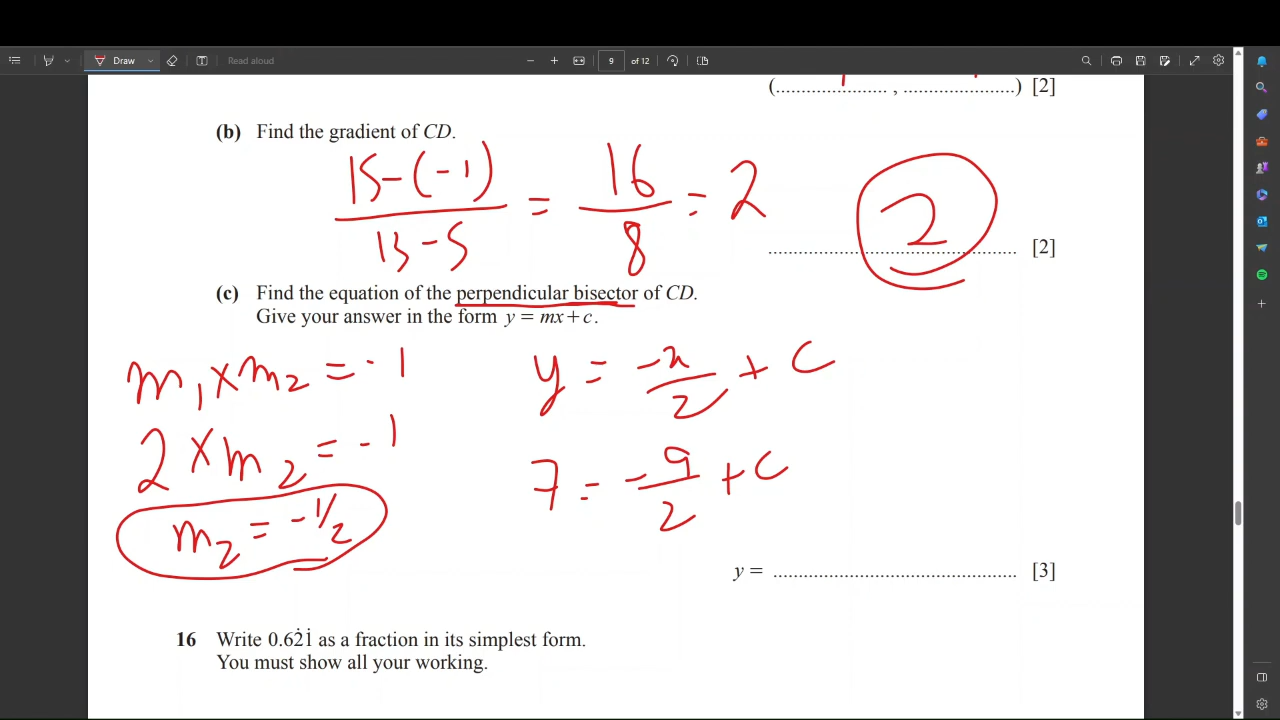 Draw
Read aloud
9 of 12
(...................... , ......................) [2]
(b) Find the gradient of CD.
15-(-1)/13-5 = 16/8 = 2
2
.................................................. [2]
(c) Find the equation of the perpendicular bisector of CD.
Give your answer in the form y = mx + c.
m₁ × m₂ = -1
y = -x/2 + c
2 × m₂ = -1
7 = -9/2 + c
m₂ = -1/2
y = ................................................. [3]
16 Write 0.62̇1̇ as a fraction in its simplest form.
You must show all your working.